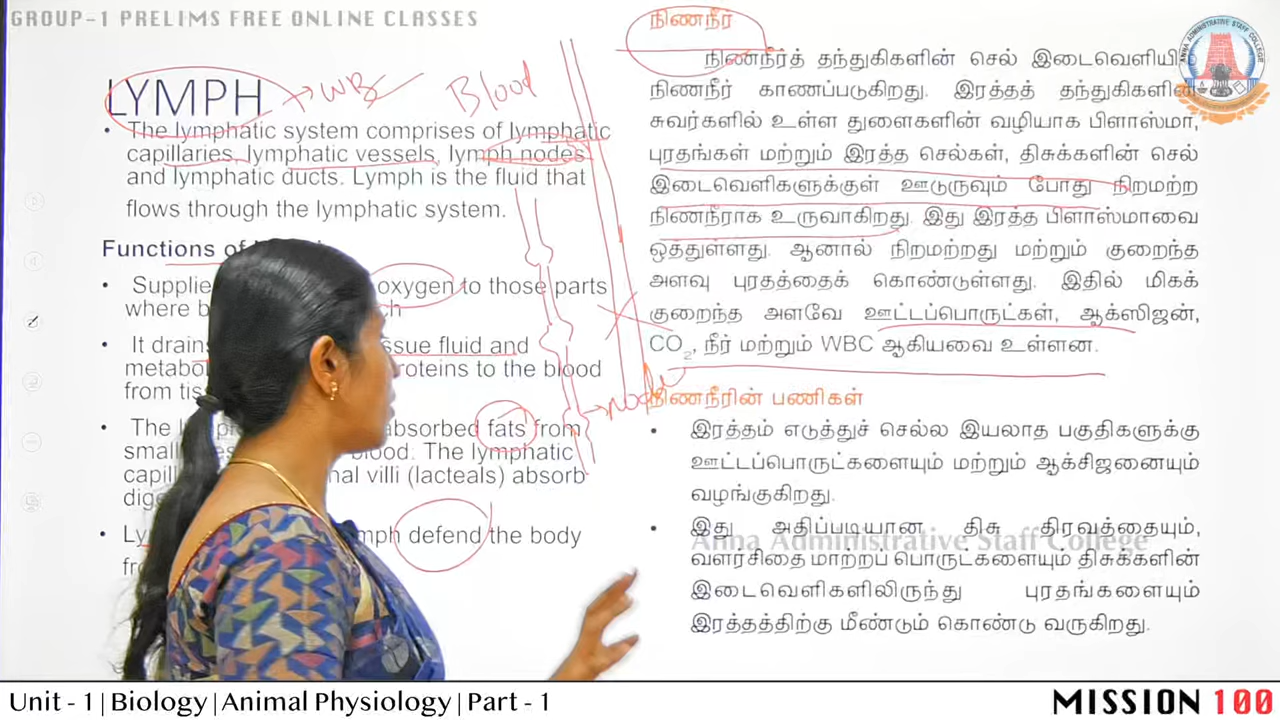 GROUP-1 PRELIMS FREE ONLINE CLASSES
LYMPH
WBC
Blood
• The lymphatic system comprises of lymphatic
capillaries, lymphatic vessels, lymph nodes
and lymphatic ducts. Lymph is the fluid that
flows through the lymphatic system.
Functions of
• Supplie oxygen to those parts
where b ch
• It drains ssue fluid and
metabol roteins to the blood
from tis
• The absorbed fats from
small blood. The lymphatic
capill nal villi (lacteals) absorb
dige
• Ly mph defend the body
fr
node
நிணநீர்
நிணநீர்த் தந்துகிகளின் செல் இடைவெளியி
நிணநீர் காணப்படுகிறது. இரத்தத் தந்துகிகளின்
சுவர்களில் உள்ள துளைகளின் வழியாக பிளாஸ்மா,
புரதங்கள் மற்றும் இரத்த செல்கள், திசுக்களின் செல்
இடைவெளிகளுக்குள் ஊடுருவும் போது நிறமற்ற
நிணநீராக உருவாகிறது. இது இரத்த பிளாஸ்மாவை
ஒத்துள்ளது. ஆனால் நிறமற்றது மற்றும் குறைந்த
அளவு புரதத்தைக் கொண்டுள்ளது. இதில் மிகக்
குறைந்த அளவே ஊட்டப்பொருட்கள், ஆக்ஸிஜன்,
CO₂, நீர் மற்றும் WBC ஆகியவை உள்ளன.
நிணநீரின் பணிகள்
• இரத்தம் எடுத்துச் செல்ல இயலாத பகுதிகளுக்கு
ஊட்டப்பொருட்களையும் மற்றும் ஆக்சிஜனையும்
வழங்குகிறது.
• இது அதிப்படியான திசு திரவத்தையும்,
வளர்சிதை மாற்றப் பொருட்களையும் திசுக்களின்
இடைவெளிகளிலிருந்து புரதங்களையும்
இரத்தத்திற்கு மீண்டும் கொண்டு வருகிறது.
Anna Administrative Staff College
ANNA ADMINISTRATIVE STAFF COLLEGE
Unit - 1 | Biology | Animal Physiology | Part - 1
MISSION 100